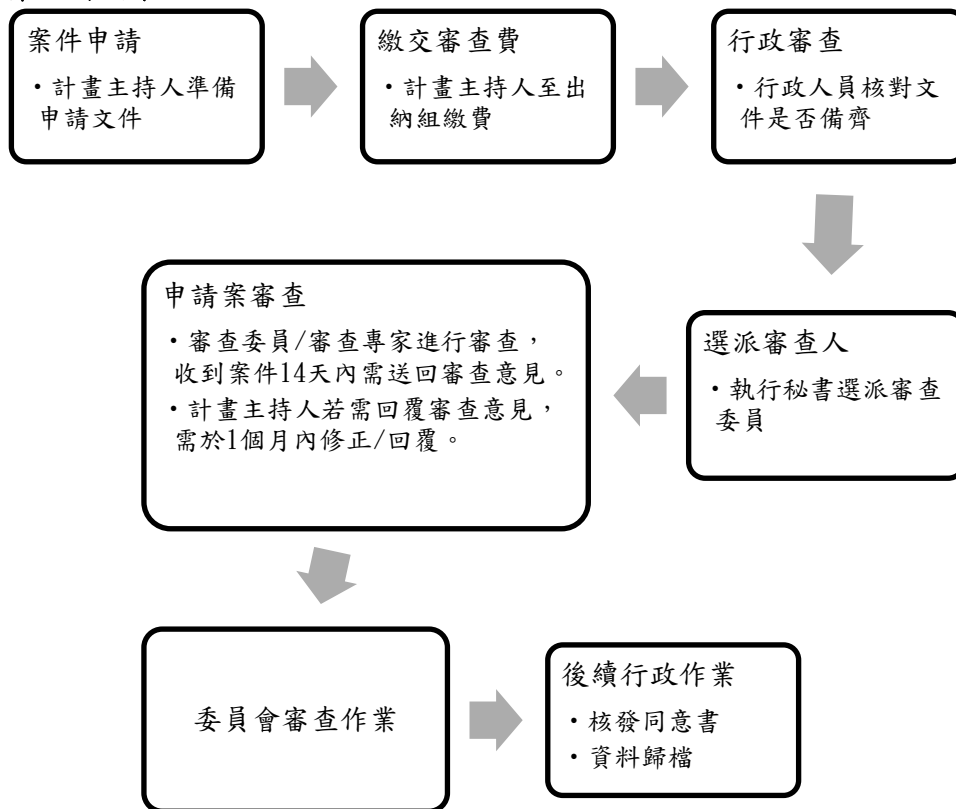 案件申請
・計畫主持人準備
申請文件
繳交審查費
・計畫主持人至出
納組繳費
行政審查
・行政人員核對文
件是否備齊
選派審查人
・執行秘書選派審查
委員
申請案審查
・審查委員/審查專家進行審查，
收到案件14天內需送回審查意見。
・計畫主持人若需回覆審查意見，
需於1個月內修正/回覆。
委員會審查作業
後續行政作業
・核發同意書
・資料歸檔